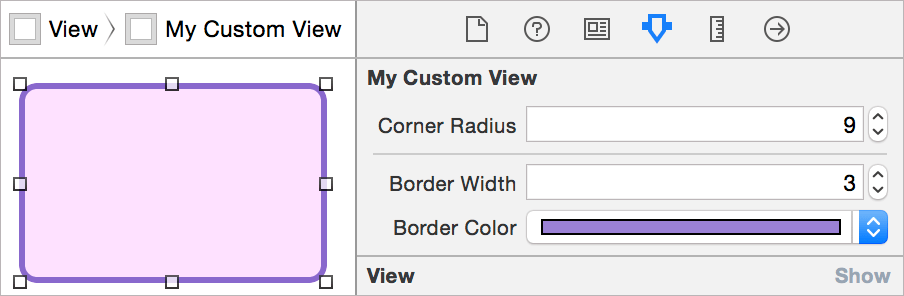 View My Custom View
My Custom View
Corner Radius 9
Border Width 3
Border Color
View Show